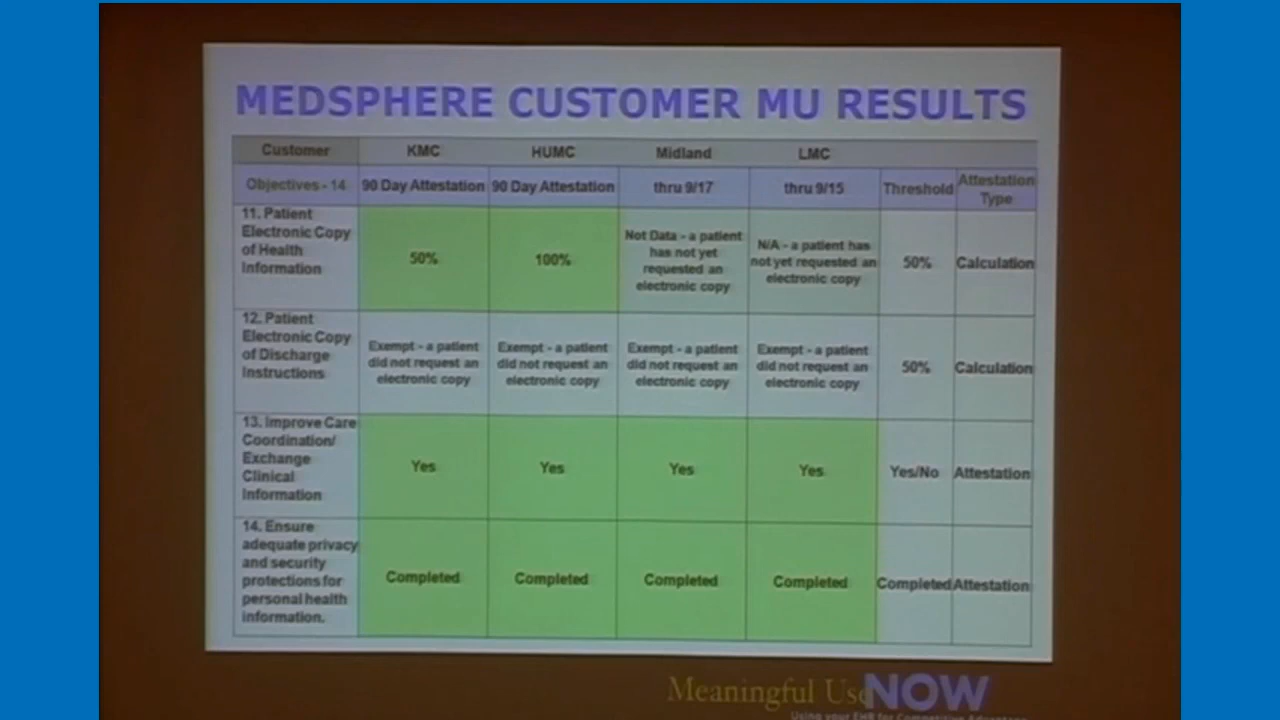 MEDSPHERE CUSTOMER MU RESULTS
Customer KMC HUMC Midland LMC
Objectives - 14 90 Day Attestation 90 Day Attestation thru 9/17 thru 9/15 Threshold Attestation Type
11. Patient
Electronic Copy
of Health
Information
50%
100%
Not Data - a patient
has not yet
requested an
electronic copy
N/A - a patient has
not yet requested an
electronic copy
50%
Calculation
12. Patient
Electronic Copy
of Discharge
Instructions
Exempt - a patient
did not request an
electronic copy
Exempt - a patient
did not request an
electronic copy
Exempt - a patient
did not request an
electronic copy
Exempt - a patient
did not request an
electronic copy
50%
Calculation
13. Improve Care
Coordination/
Exchange
Clinical
Information
Yes
Yes
Yes
Yes
Yes/No
Attestation
14. Ensure
adequate privacy
and security
protections for
personal health
information.
Completed
Completed
Completed
Completed
Completed
Attestation
Meaningful Use NOW
Using your EHR for Competitive Advantage